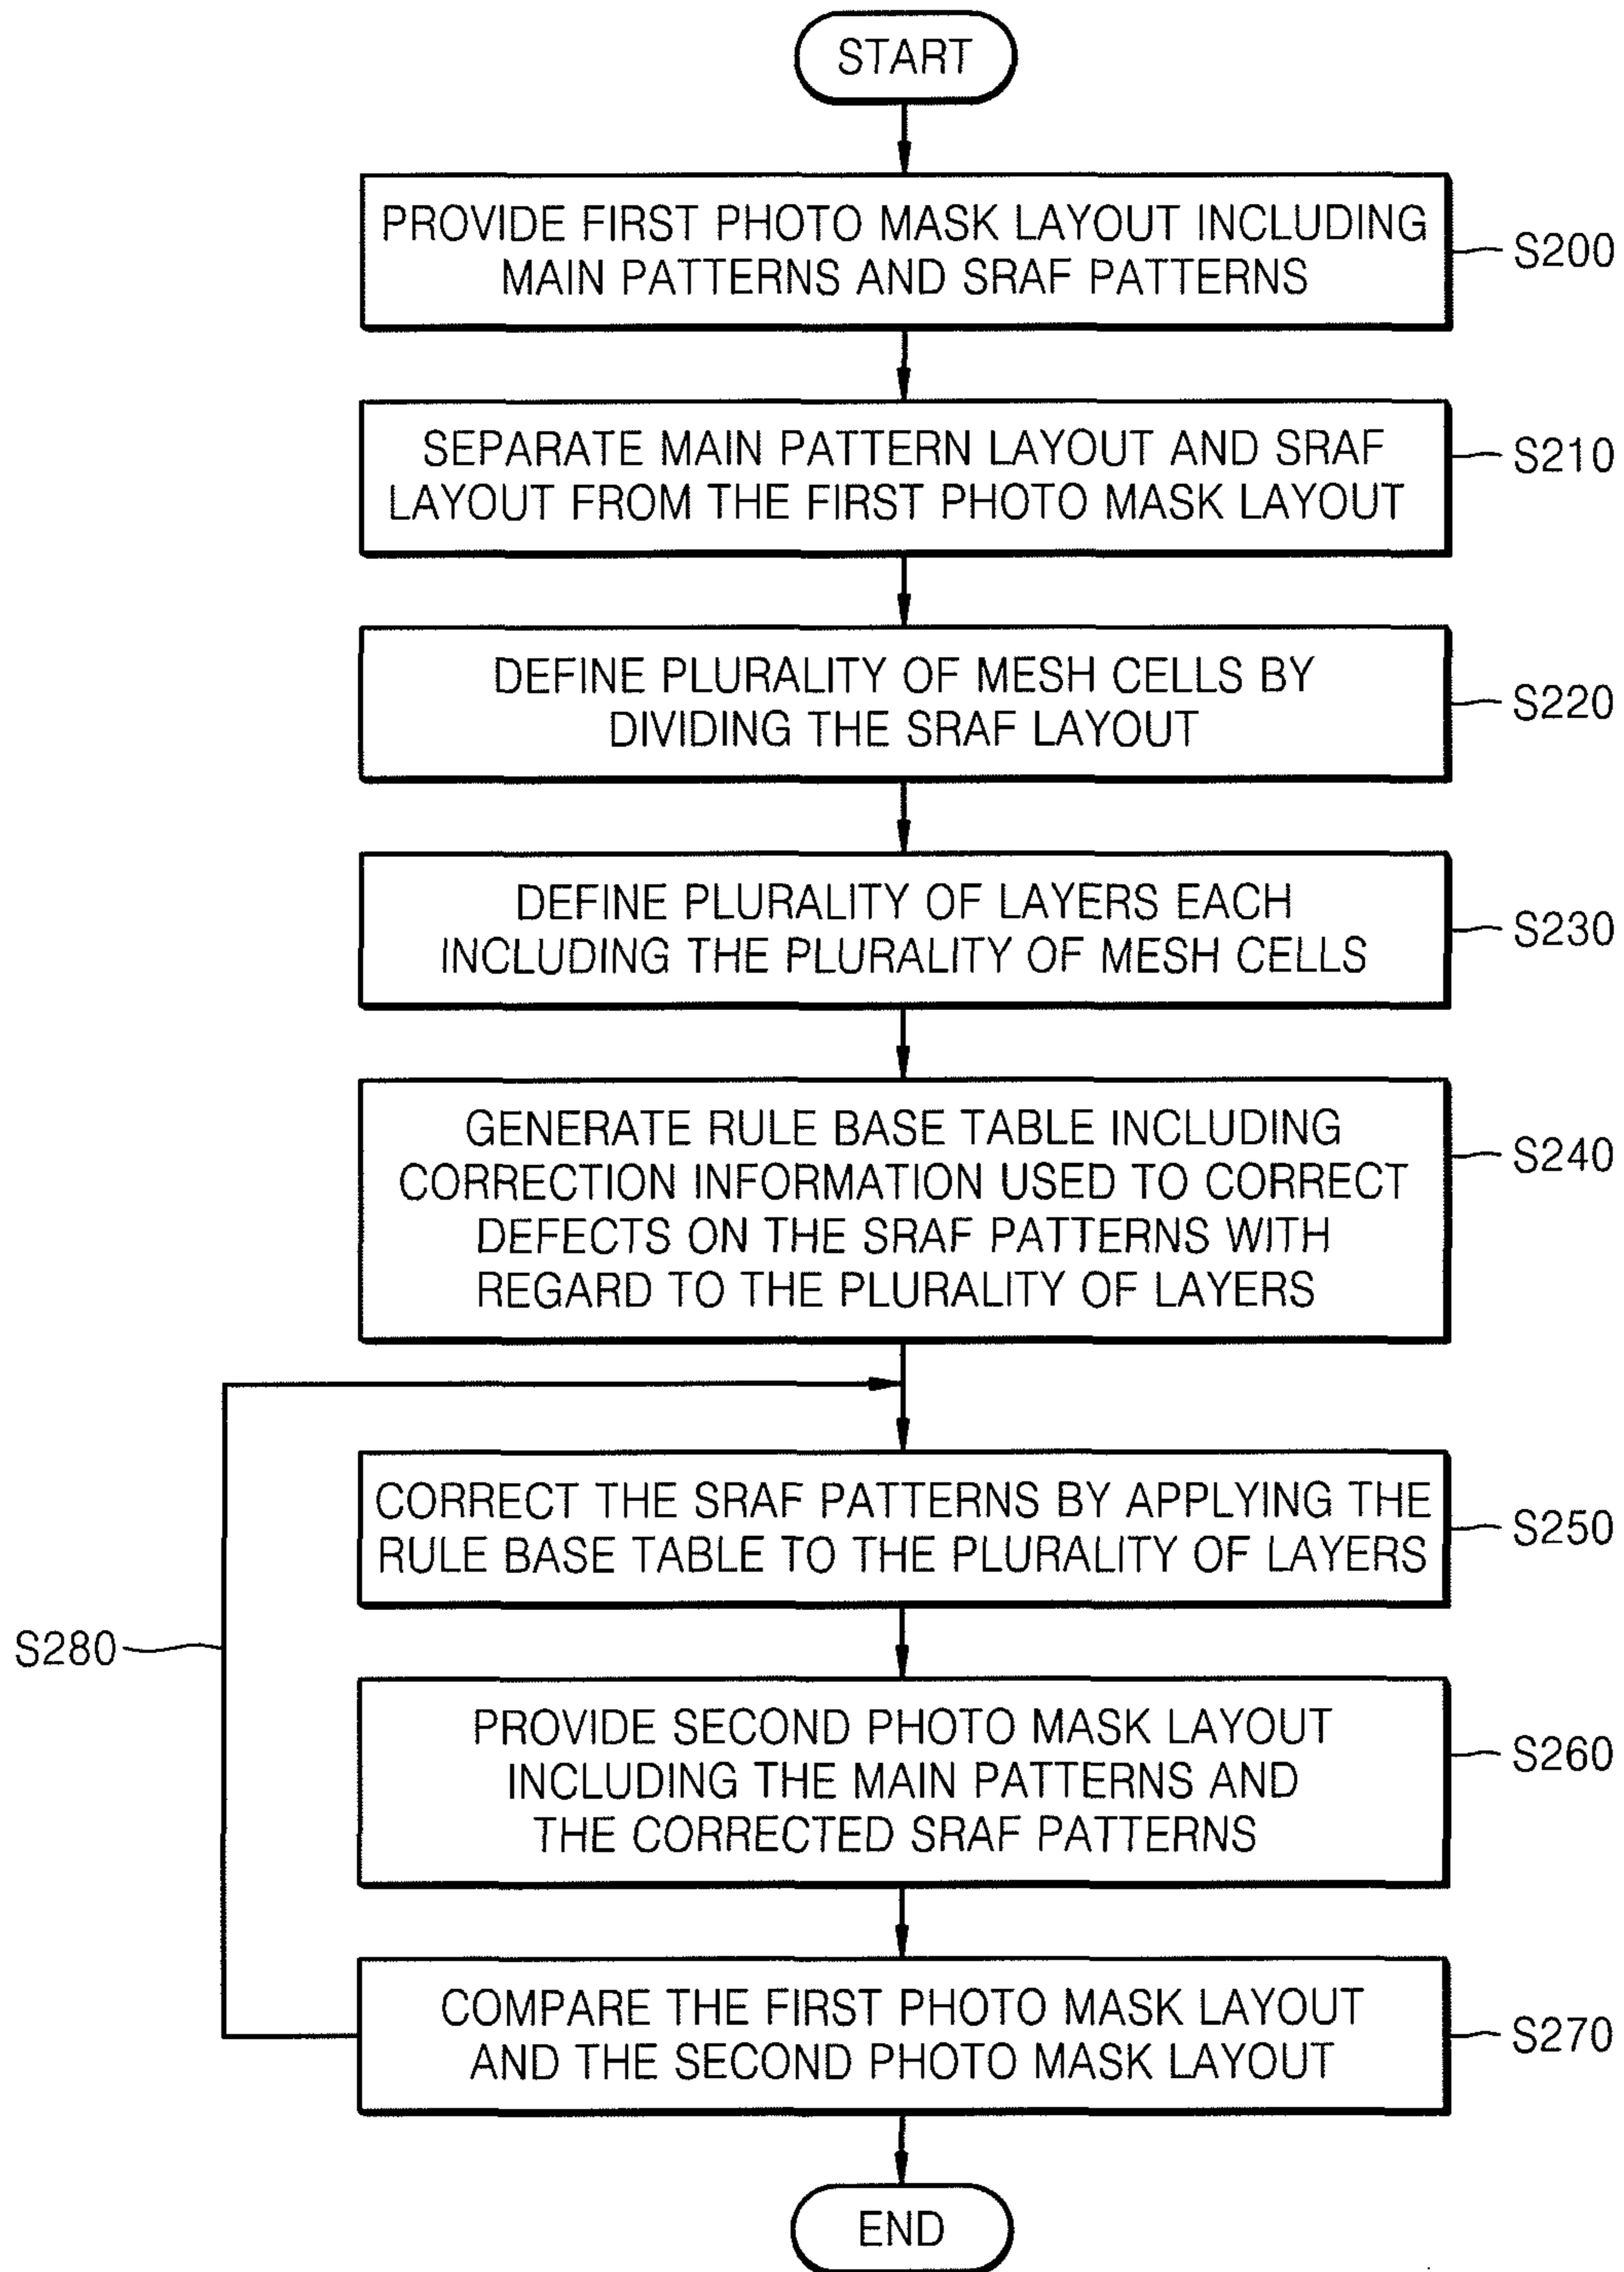 START
PROVIDE FIRST PHOTO MASK LAYOUT INCLUDING
MAIN PATTERNS AND SRAF PATTERNS
S200
SEPARATE MAIN PATTERN LAYOUT AND SRAF
LAYOUT FROM THE FIRST PHOTO MASK LAYOUT
S210
DEFINE PLURALITY OF MESH CELLS BY
DIVIDING THE SRAF LAYOUT
S220
DEFINE PLURALITY OF LAYERS EACH
INCLUDING THE PLURALITY OF MESH CELLS
S230
GENERATE RULE BASE TABLE INCLUDING
CORRECTION INFORMATION USED TO CORRECT
DEFECTS ON THE SRAF PATTERNS WITH
REGARD TO THE PLURALITY OF LAYERS
S240
CORRECT THE SRAF PATTERNS BY APPLYING THE
RULE BASE TABLE TO THE PLURALITY OF LAYERS
S250
S280
PROVIDE SECOND PHOTO MASK LAYOUT
INCLUDING THE MAIN PATTERNS AND
THE CORRECTED SRAF PATTERNS
S260
COMPARE THE FIRST PHOTO MASK LAYOUT
AND THE SECOND PHOTO MASK LAYOUT
S270
END